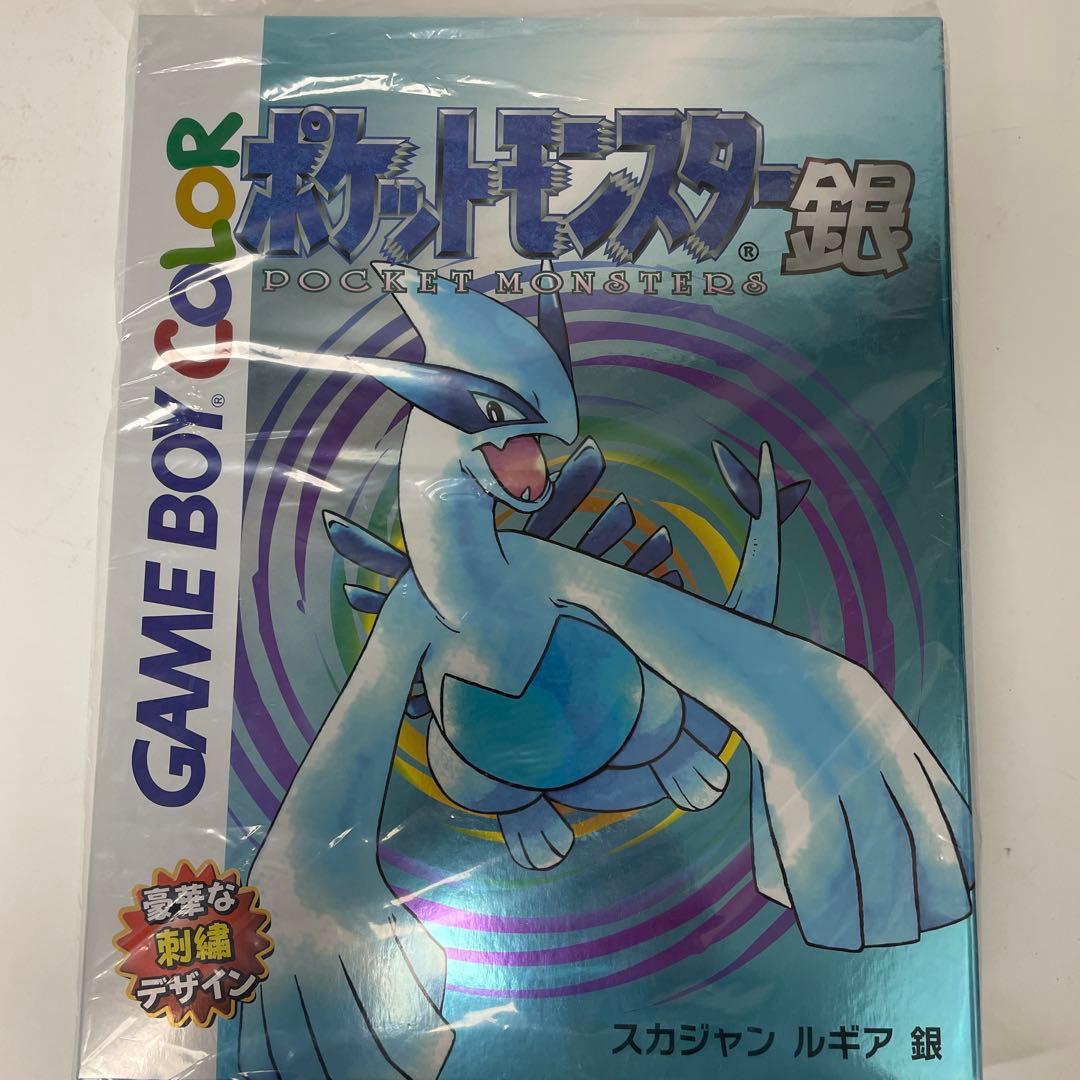 GAME BOY® COLOR
ポケットモンスター®銀
POCKET MONSTERS
豪華な
刺繍
デザイン
スカジャン ルギア 銀